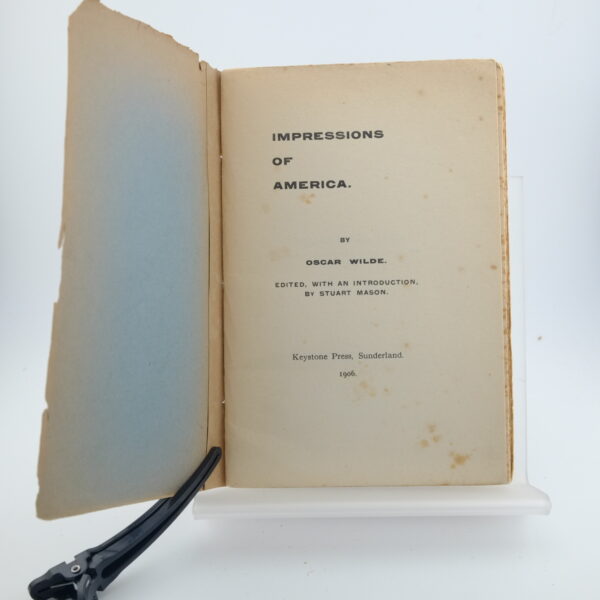 IMPRESSIONS
OF
AMERICA.
BY
OSCAR WILDE.
EDITED, WITH AN INTRODUCTION,
BY STUART MASON.
Keystone Press, Sunderland.
1906.